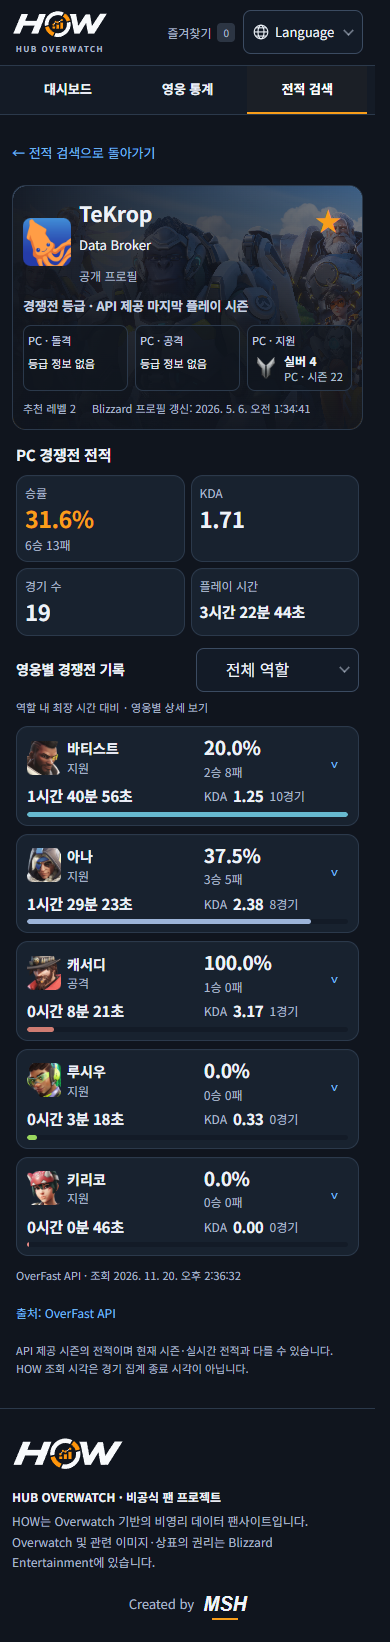 HOW
HUB OVERWATCH
즐겨찾기 0
Language
대시보드 영웅 통계 전적 검색
← 전적 검색으로 돌아가기
TeKrop
Data Broker
공개 프로필
경쟁전 등급 · API 제공 마지막 플레이 시즌
PC · 돌격
등급 정보 없음
PC · 공격
등급 정보 없음
PC · 지원
실버 4
PC · 시즌 22
추천 레벨 2 Blizzard 프로필 갱신: 2026. 5. 6. 오전 1:34:41
PC 경쟁전 전적
승률
31.6%
6승 13패
KDA
1.71
경기 수
19
플레이 시간
3시간 22분 44초
영웅별 경쟁전 기록
전체 역할
역할 내 최장 시간 대비 · 영웅별 상세 보기
바티스트
지원
20.0%
2승 8패
v
1시간 40분 56초
KDA 1.25 10경기
아나
지원
37.5%
3승 5패
v
1시간 29분 23초
KDA 2.38 8경기
캐서디
공격
100.0%
1승 0패
v
0시간 8분 21초
KDA 3.17 1경기
루시우
지원
0.0%
0승 0패
v
0시간 3분 18초
KDA 0.33 0경기
키리코
지원
0.0%
0승 0패
v
0시간 0분 46초
KDA 0.00 0경기
OverFast API · 조회 2026. 11. 20. 오후 2:36:32
출처: OverFast API
API 제공 시즌의 전적이며 현재 시즌·실시간 전적과 다를 수 있습니다.
HOW 조회 시각은 경기 집계 종료 시각이 아닙니다.
HOW
HUB OVERWATCH · 비공식 팬 프로젝트
HOW는 Overwatch 기반의 비영리 데이터 팬사이트입니다.
Overwatch 및 관련 이미지·상표의 권리는 Blizzard
Entertainment에 있습니다.
Created by MSH